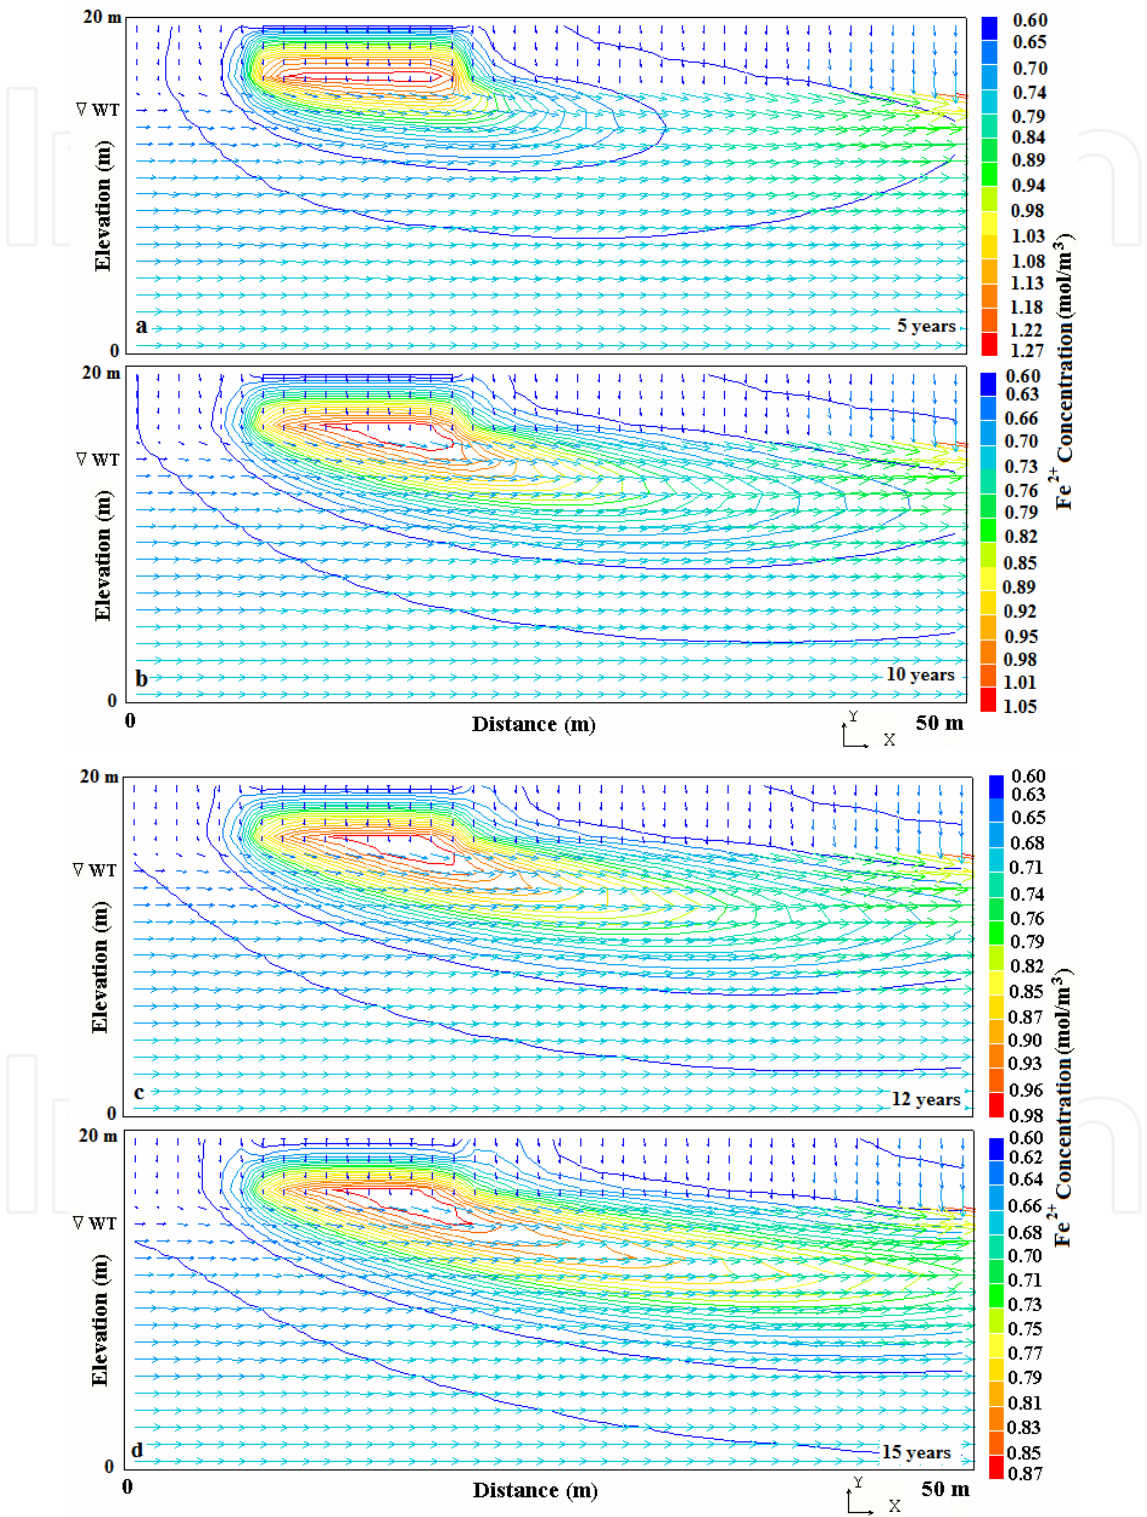 20 m
∇ WT
Elevation (m)
0
a
5 years
0.60
0.65
0.70
0.74
0.79
0.84
0.89
0.94
0.98
1.03
1.08
1.13
1.18
1.22
1.27
20 m
∇ WT
Elevation (m)
0
b
10 years
0.60
0.63
0.66
0.70
0.73
0.76
0.79
0.82
0.85
0.89
0.92
0.95
0.98
1.01
1.05
Fe2+ Concentration (mol/m3)
0
Distance (m)
50 m
Y
X
20 m
∇ WT
Elevation (m)
0
c
12 years
0.60
0.63
0.65
0.68
0.71
0.74
0.76
0.79
0.82
0.85
0.87
0.90
0.93
0.96
0.98
20 m
∇ WT
Elevation (m)
0
d
15 years
0.60
0.62
0.64
0.66
0.68
0.70
0.71
0.73
0.75
0.77
0.79
0.81
0.83
0.85
0.87
Fe2+ Concentration (mol/m3)
0
Distance (m)
50 m
Y
X